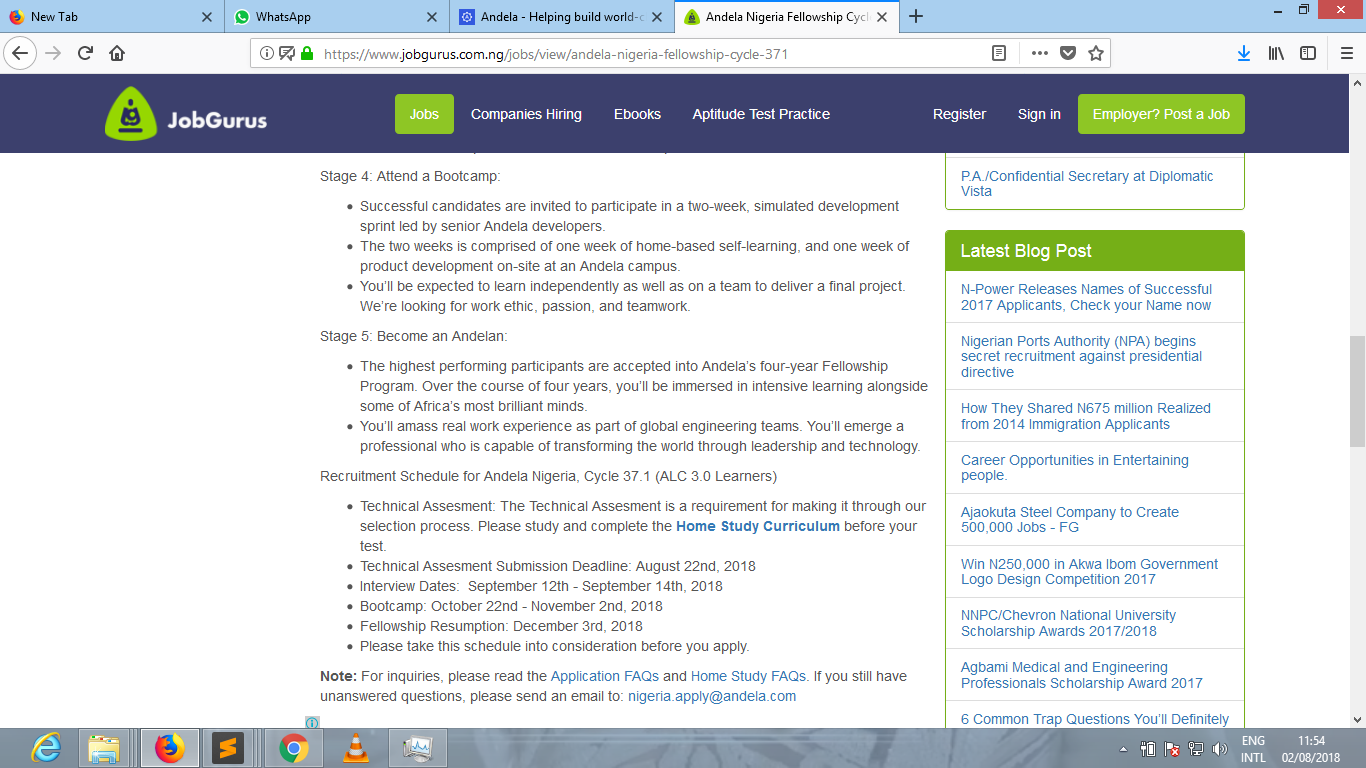 New Tab
WhatsApp
Andela - Helping build world-c
Andela Nigeria Fellowship Cycl
https://www.jobgurus.com.ng/jobs/view/andela-nigeria-fellowship-cycle-371
JobGurus
Jobs
Companies Hiring
Ebooks
Aptitude Test Practice
Register
Sign in
Employer? Post a Job
Stage 4: Attend a Bootcamp:
Successful candidates are invited to participate in a two-week, simulated development
sprint led by senior Andela developers.
The two weeks is comprised of one week of home-based self-learning, and one week of
product development on-site at an Andela campus.
You'll be expected to learn independently as well as on a team to deliver a final project.
We're looking for work ethic, passion, and teamwork.
Stage 5: Become an Andelan:
The highest performing participants are accepted into Andela's four-year Fellowship
Program. Over the course of four years, you'll be immersed in intensive learning alongside
some of Africa's most brilliant minds.
You'll amass real work experience as part of global engineering teams. You'll emerge a
professional who is capable of transforming the world through leadership and technology.
Recruitment Schedule for Andela Nigeria, Cycle 37.1 (ALC 3.0 Learners)
Technical Assesment: The Technical Assesment is a requirement for making it through our
selection process. Please study and complete the Home Study Curriculum before your
test.
Technical Assesment Submission Deadline: August 22nd, 2018
Interview Dates:  September 12th - September 14th, 2018
Bootcamp: October 22nd - November 2nd, 2018
Fellowship Resumption: December 3rd, 2018
Please take this schedule into consideration before you apply.
Note: For inquiries, please read the Application FAQs and Home Study FAQs. If you still have
unanswered questions, please send an email to: nigeria.apply@andela.com
P.A./Confidential Secretary at Diplomatic
Vista
Latest Blog Post
N-Power Releases Names of Successful
2017 Applicants, Check your Name now
Nigerian Ports Authority (NPA) begins
secret recruitment against presidential
directive
How They Shared N675 million Realized
from 2014 Immigration Applicants
Career Opportunities in Entertaining
people.
Ajaokuta Steel Company to Create
500,000 Jobs - FG
Win N250,000 in Akwa Ibom Government
Logo Design Competition 2017
NNPC/Chevron National University
Scholarship Awards 2017/2018
Agbami Medical and Engineering
Professionals Scholarship Award 2017
6 Common Trap Questions You'll Definitely
ENG
INTL
11:54
02/08/2018